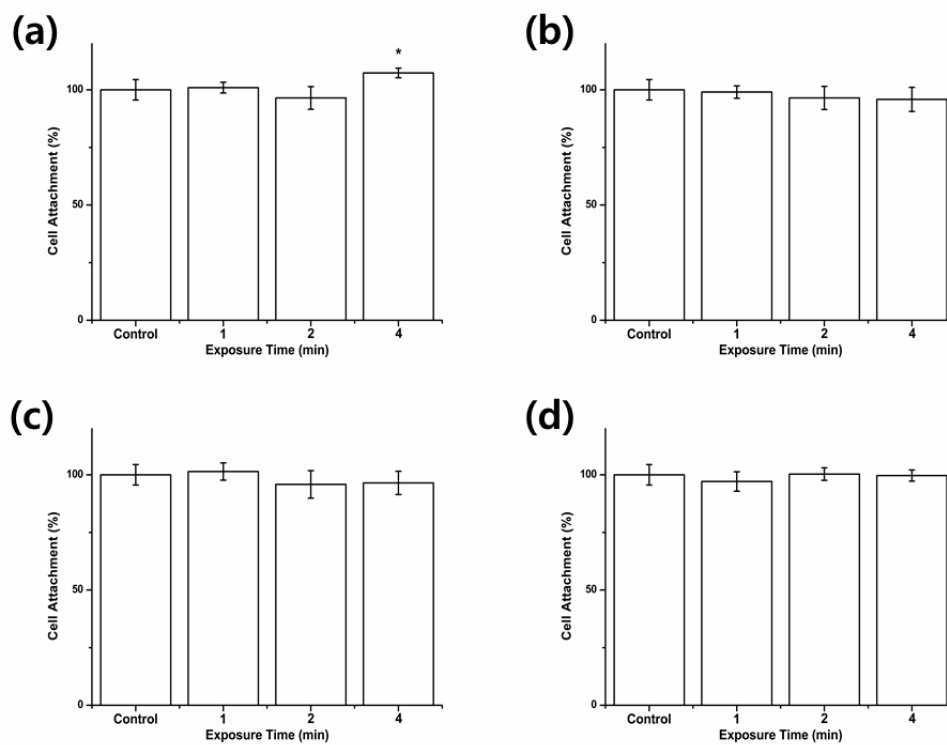 (a)
*
100
50
0
Cell Attachment (%)
Control 1 2 4
Exposure Time (min)
(b)
100
50
0
Cell Attachment (%)
Control 1 2 4
Exposure Time (min)
(c)
100
50
0
Cell Attachment (%)
Control 1 2 4
Exposure Time (min)
(d)
100
50
0
Cell Attachment (%)
Control 1 2 4
Exposure Time (min)